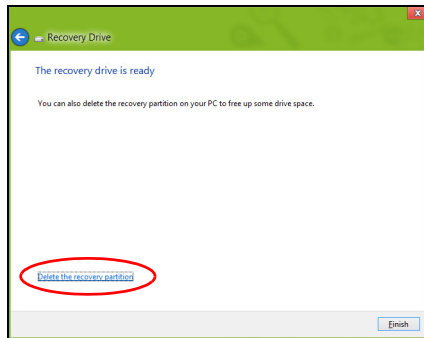 Recovery Drive
The recovery drive is ready
You can also delete the recovery partition on your PC to free up some drive space.
Delete the recovery partition
Finish